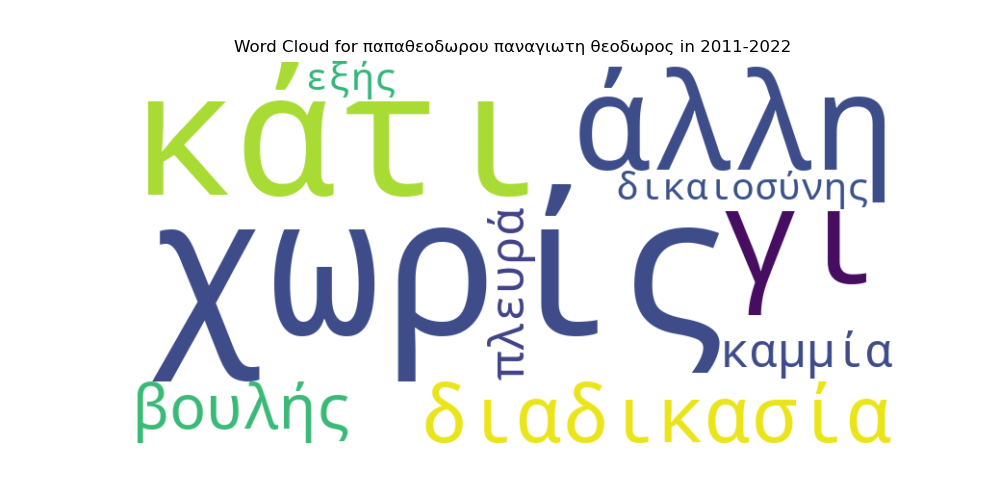 Word Cloud for παπαθεοδωρου παναγιωτη θεοδωρος in 2011-2022
εξής
κάτι
άλλη
δικαιοσύνης
χωρίς
πλευρά
γι
καμμία
βουλής
διαδικασία